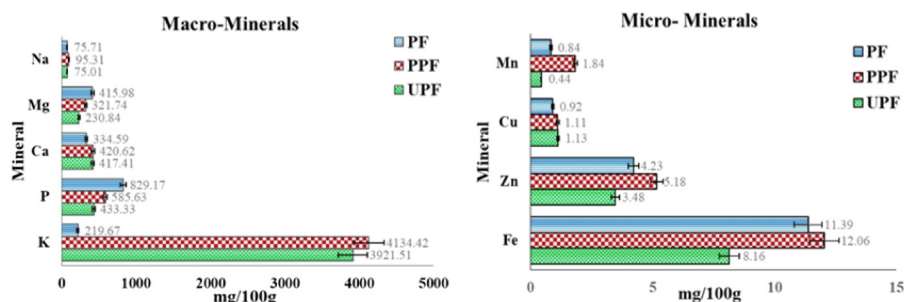 Macro-Minerals
Mineral
Na
75.71
95.31
75.01
Mg
415.98
321.74
230.84
Ca
334.59
420.62
417.41
P
829.17
585.63
433.33
K
219.67
4134.42
3921.51
0 1000 2000 3000 4000 5000
mg/100g
PF
PPF
UPF
Micro- Minerals
Mineral
Mn
0.84
1.84
0.44
Cu
0.92
1.11
1.13
Zn
4.23
5.18
3.48
Fe
11.39
12.06
8.16
0 5 10 15
mg/100g
PF
PPF
UPF